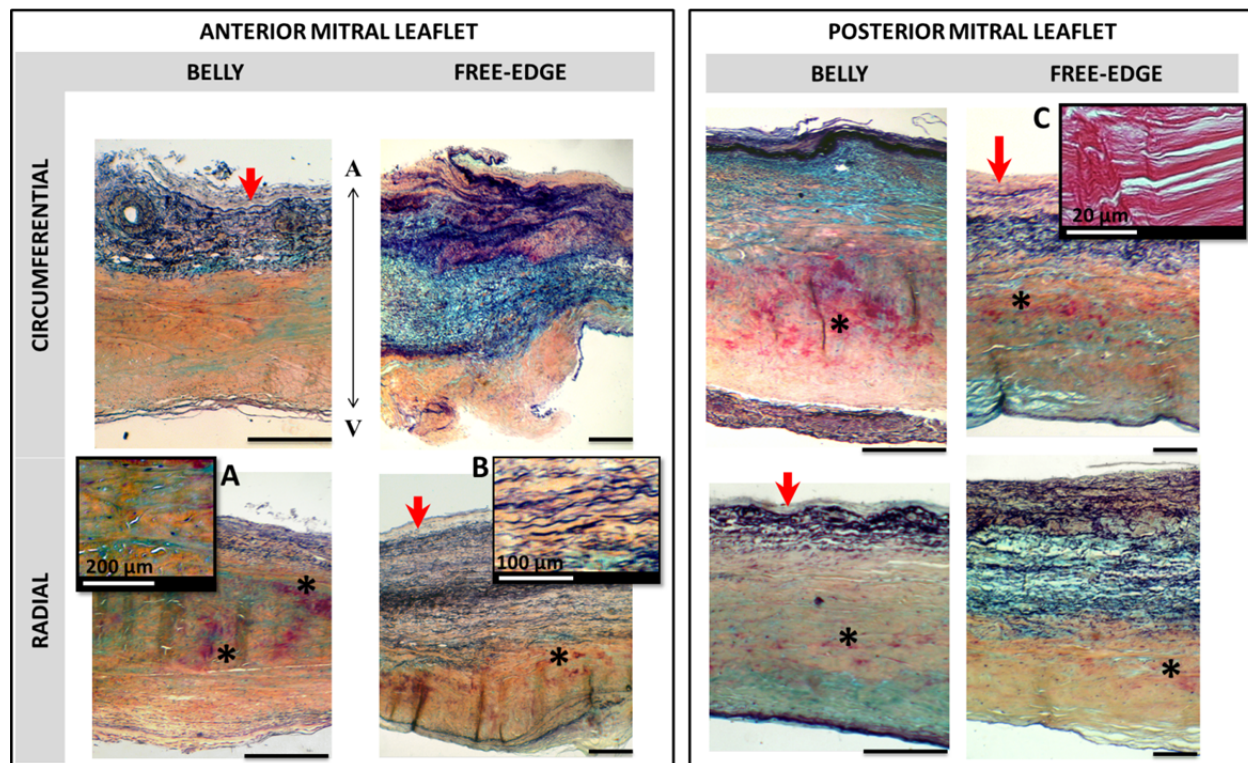 ANTERIOR MITRAL LEAFLET
BELLY FREE-EDGE
POSTERIOR MITRAL LEAFLET
BELLY FREE-EDGE
CIRCUMFERENTIAL
A
V
C
20 µm
*
*
RADIAL
A
200 µm
*
*
B
100 µm
*
*
*